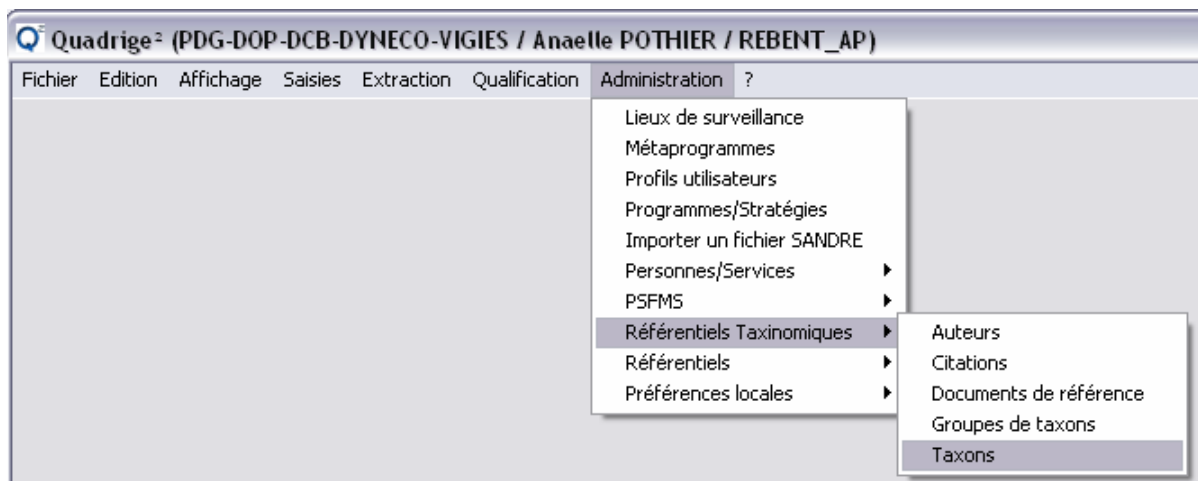 Quadrige² (PDG-DOP-DCB-DYNECO-VIGIES / Anaelle POTHIER / REBENT_AP)
Fichier Edition Affichage Saisies Extraction Qualification Administration ?
Lieux de surveillance
Métaprogrammes
Profils utilisateurs
Programmes/Stratégies
Importer un fichier SANDRE
Personnes/Services
PSFMS
Référentiels Taxinomiques
Référentiels
Préférences locales
Auteurs
Citations
Documents de référence
Groupes de taxons
Taxons